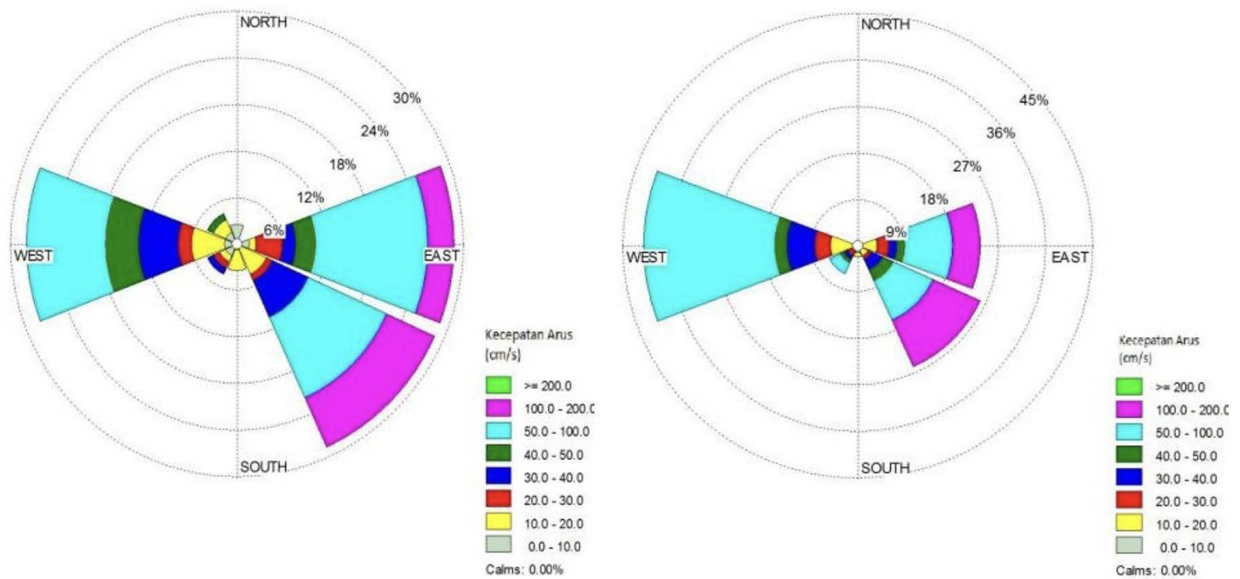 NORTH
30%
24%
18%
12%
6%
WEST
EAST
SOUTH
Kecepatan Arus
(cm/s)
>= 200.0
100.0 - 200.0
50.0 - 100.0
40.0 - 50.0
30.0 - 40.0
20.0 - 30.0
10.0 - 20.0
0.0 - 10.0
Calms: 0.00%
NORTH
45%
36%
27%
18%
9%
WEST
EAST
SOUTH
Kecepatan Arus
(cm/s)
>= 200.0
100.0 - 200.0
50.0 - 100.0
40.0 - 50.0
30.0 - 40.0
20.0 - 30.0
10.0 - 20.0
0.0 - 10.0
Calms: 0.00%